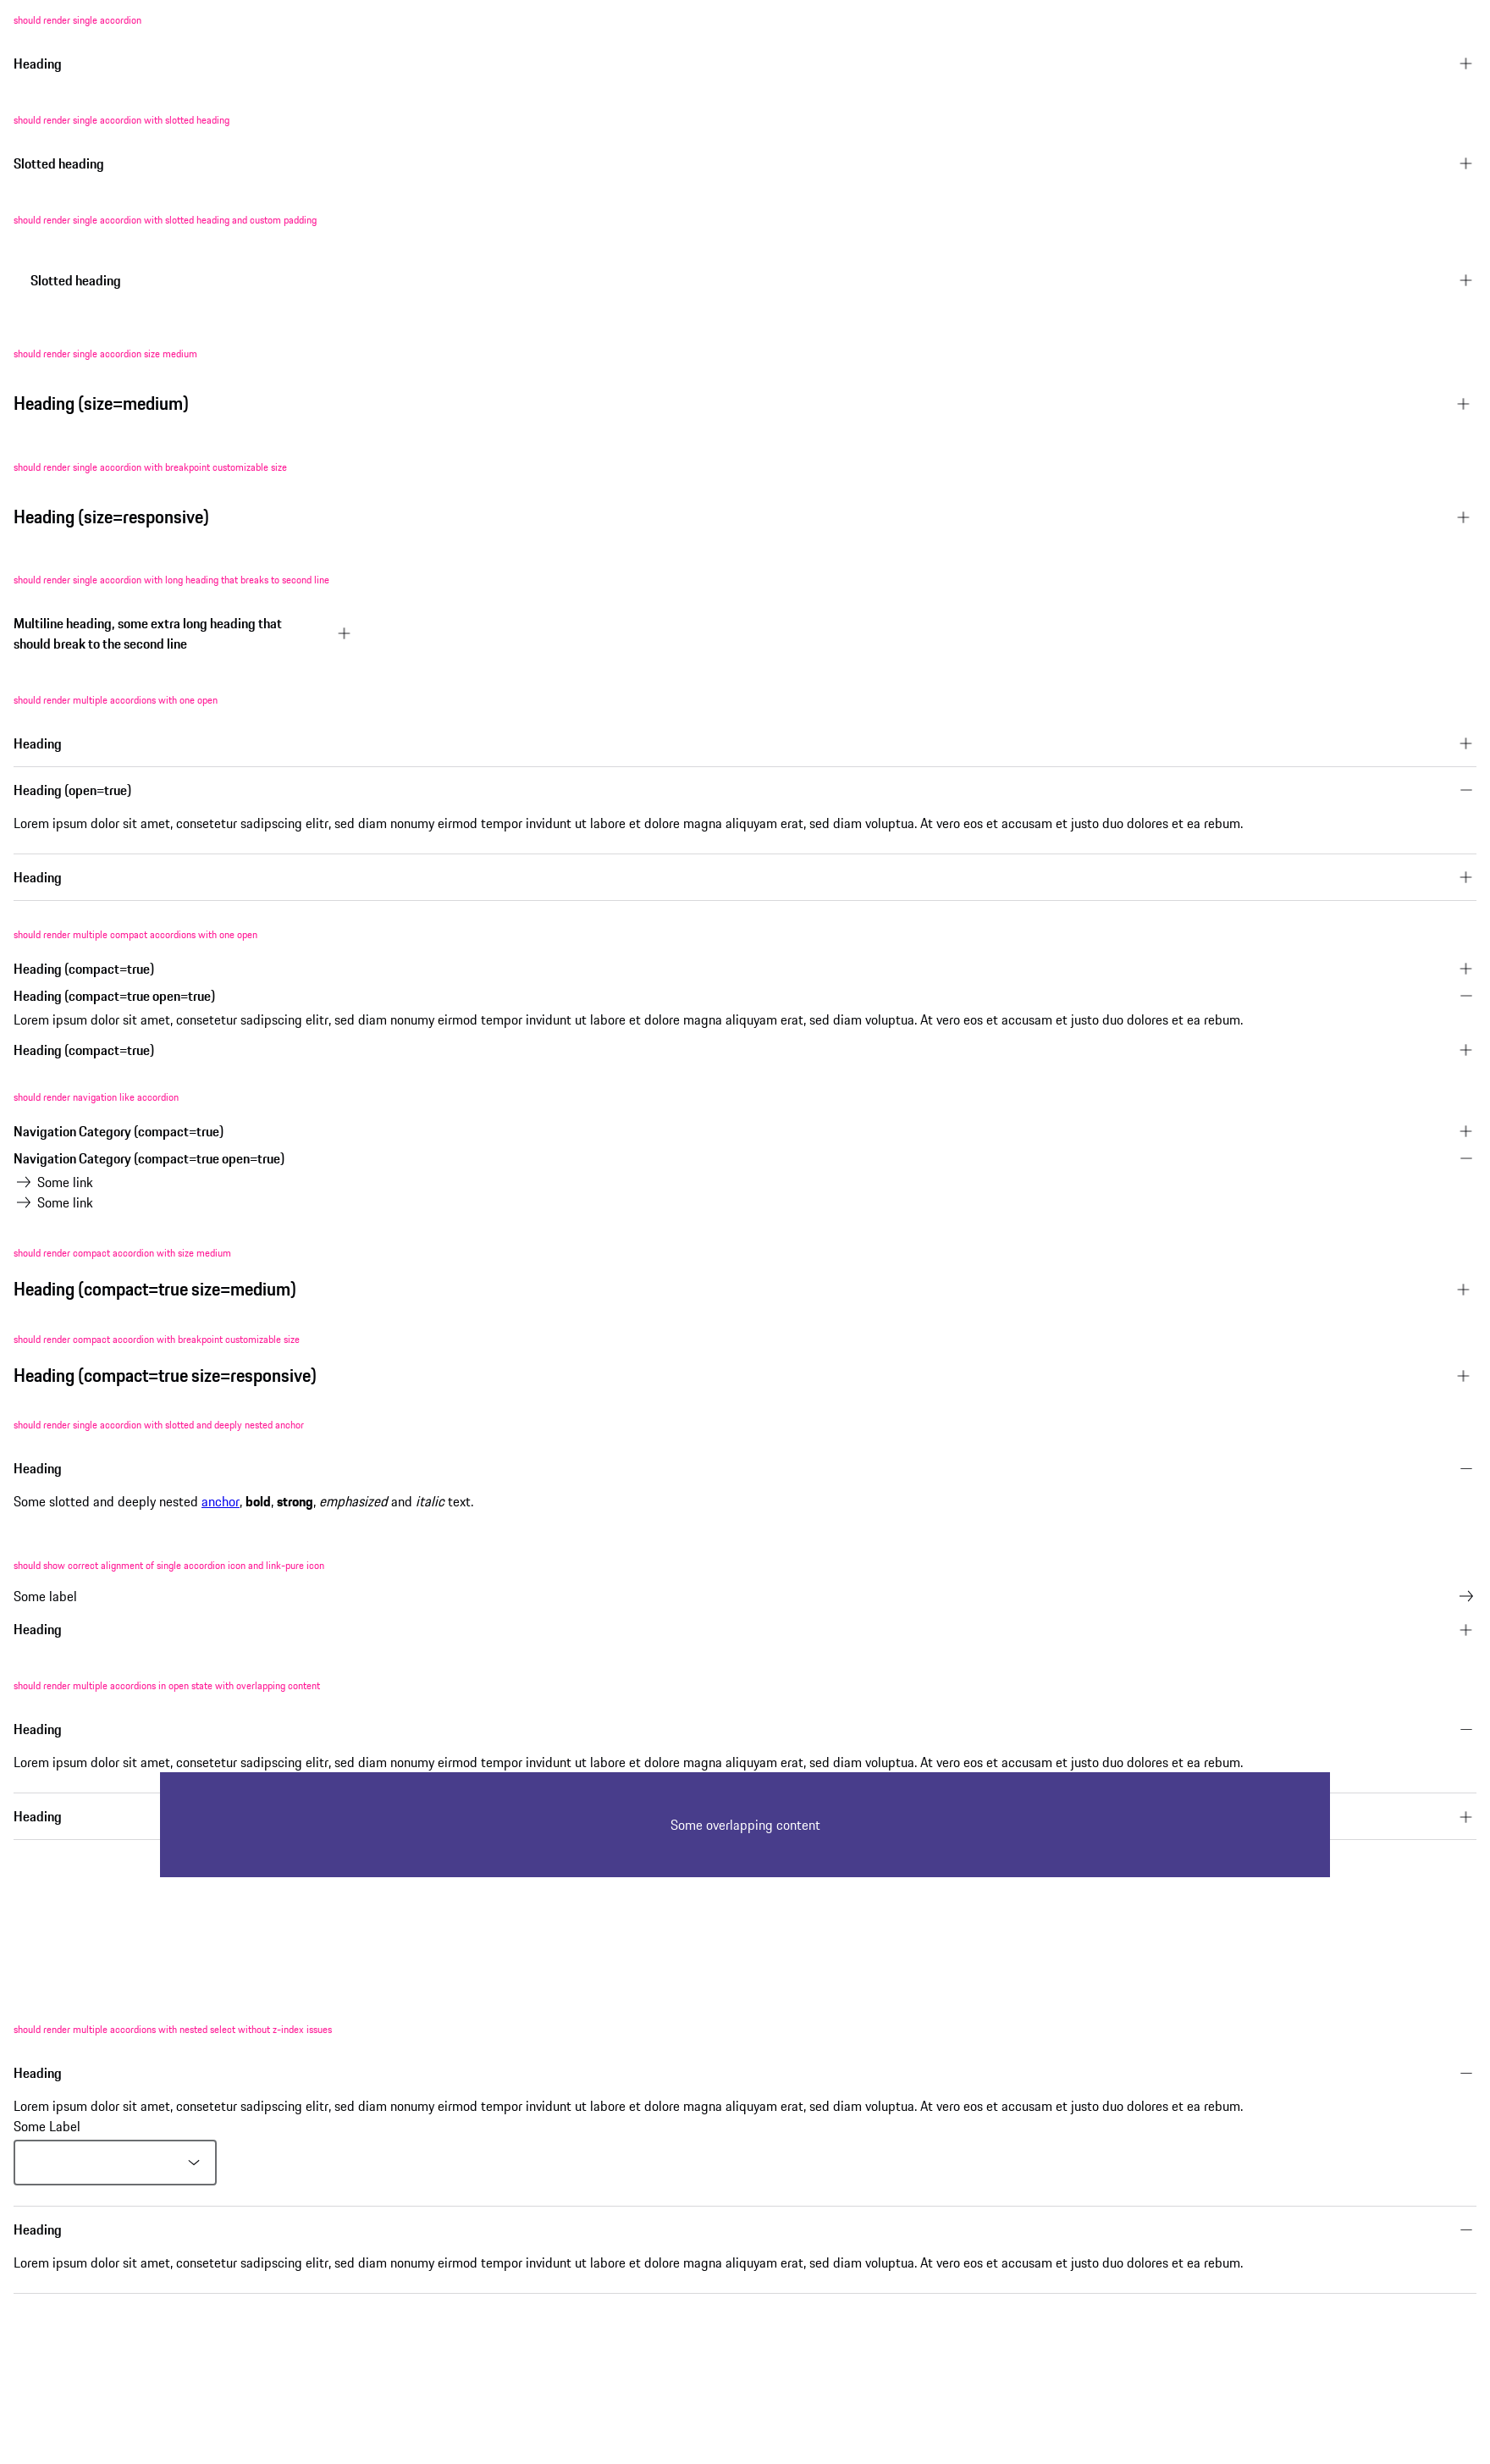 should render single accordion
Heading
should render single accordion with slotted heading
Slotted heading
should render single accordion with slotted heading and custom padding
Slotted heading
should render single accordion size medium
Heading (size=medium)
should render single accordion with breakpoint customizable size
Heading (size=responsive)
should render single accordion with long heading that breaks to second line
Multiline heading, some extra long heading that
should break to the second line
should render multiple accordions with one open
Heading
Heading (open=true)
Lorem ipsum dolor sit amet, consetetur sadipscing elitr, sed diam nonumy eirmod tempor invidunt ut labore et dolore magna aliquyam erat, sed diam voluptua. At vero eos et accusam et justo duo dolores et ea rebum.
Heading
should render multiple compact accordions with one open
Heading (compact=true)
Heading (compact=true open=true)
Lorem ipsum dolor sit amet, consetetur sadipscing elitr, sed diam nonumy eirmod tempor invidunt ut labore et dolore magna aliquyam erat, sed diam voluptua. At vero eos et accusam et justo duo dolores et ea rebum.
Heading (compact=true)
should render navigation like accordion
Navigation Category (compact=true)
Navigation Category (compact=true open=true)
Some link
Some link
should render compact accordion with size medium
Heading (compact=true size=medium)
should render compact accordion with breakpoint customizable size
Heading (compact=true size=responsive)
should render single accordion with slotted and deeply nested anchor
Heading
Some slotted and deeply nested anchor, bold, strong, emphasized and italic text.
should show correct alignment of single accordion icon and link-pure icon
Some label
Heading
should render multiple accordions in open state with overlapping content
Heading
Lorem ipsum dolor sit amet, consetetur sadipscing elitr, sed diam nonumy eirmod tempor invidunt ut labore et dolore magna aliquyam erat, sed diam voluptua. At vero eos et accusam et justo duo dolores et ea rebum.
Heading
Some overlapping content
should render multiple accordions with nested select without z-index issues
Heading
Lorem ipsum dolor sit amet, consetetur sadipscing elitr, sed diam nonumy eirmod tempor invidunt ut labore et dolore magna aliquyam erat, sed diam voluptua. At vero eos et accusam et justo duo dolores et ea rebum.
Some Label
Heading
Lorem ipsum dolor sit amet, consetetur sadipscing elitr, sed diam nonumy eirmod tempor invidunt ut labore et dolore magna aliquyam erat, sed diam voluptua. At vero eos et accusam et justo duo dolores et ea rebum.